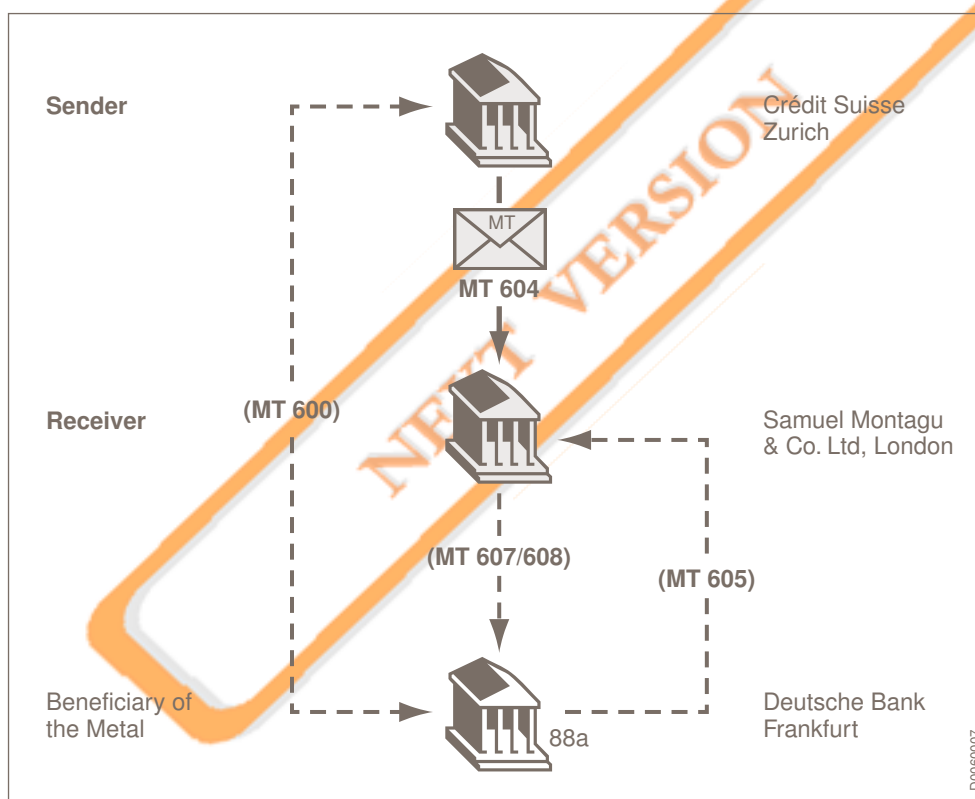 Sender
Crédit Suisse
Zurich
MT
MT 604
NEXT VERSION
(MT 600)
Receiver
Samuel Montagu
& Co. Ltd, London
(MT 607/608)
(MT 605)
Beneficiary of
the Metal
88a
Deutsche Bank
Frankfurt